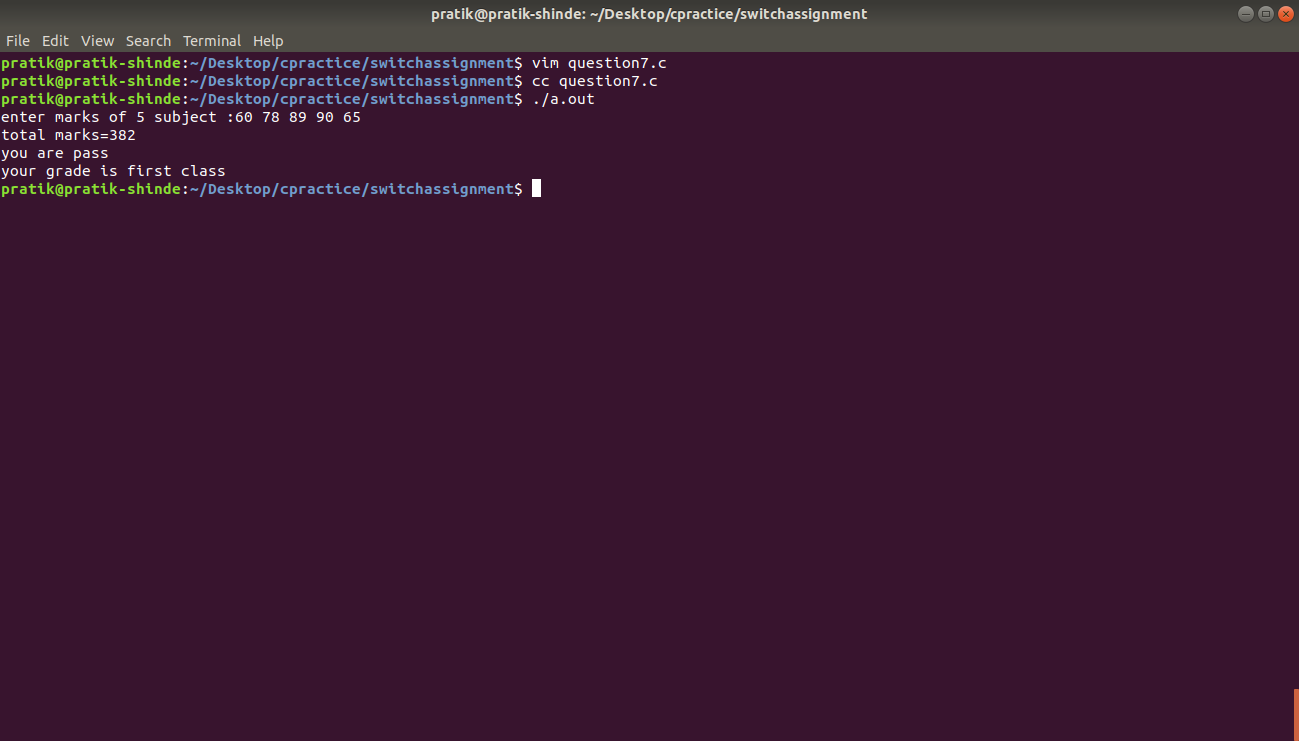 pratik@pratik-shinde: ~/Desktop/cpractice/switchassignment
File Edit View Search Terminal Help
pratik@pratik-shinde:~/Desktop/cpractice/switchassignment$ vim question7.c
pratik@pratik-shinde:~/Desktop/cpractice/switchassignment$ cc question7.c
pratik@pratik-shinde:~/Desktop/cpractice/switchassignment$ ./a.out
enter marks of 5 subject :60 78 89 90 65
total marks=382
you are pass
your grade is first class
pratik@pratik-shinde:~/Desktop/cpractice/switchassignment$